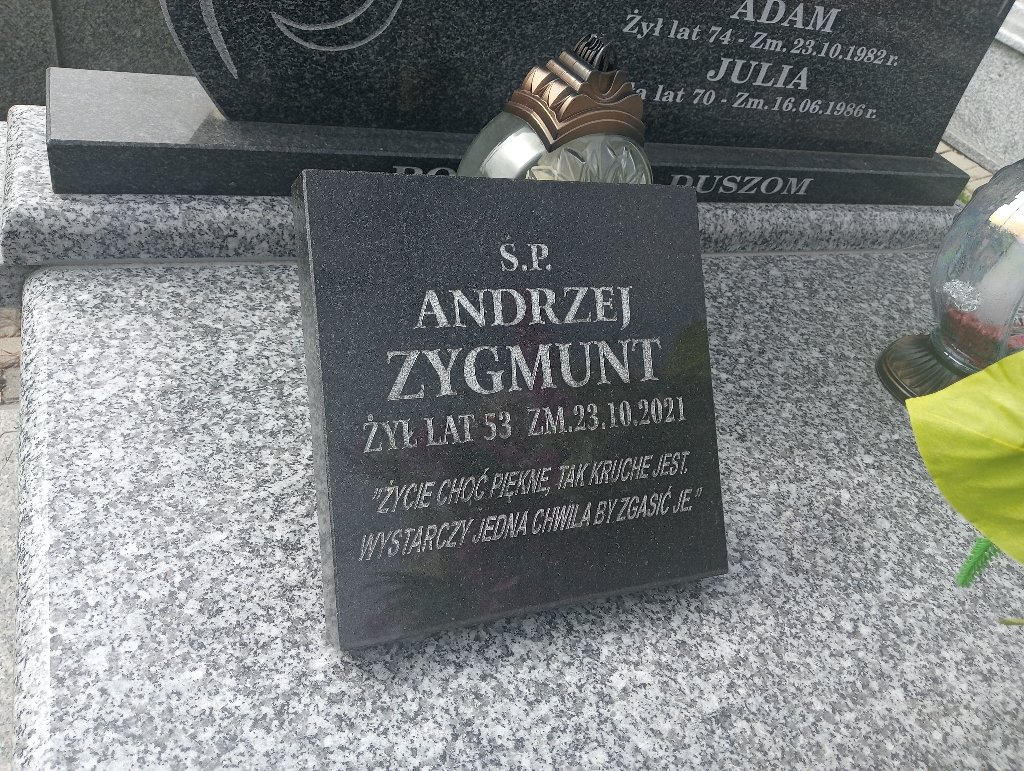 ADAM
Żył lat 74 - Zm. 23.10.1982 r.
JULIA
lat 70 - Zm. 16.06.1986 r.
DUSZOM
Ś.P.
ANDRZEJ
ZYGMUNT
ŻYŁ LAT 53 ZM.23.10.2021
"ŻYCIE CHOĆ PIĘKNE, TAK KRUCHE JEST.
WYSTARCZY JEDNA CHWILA BY ZGASIĆ JE."